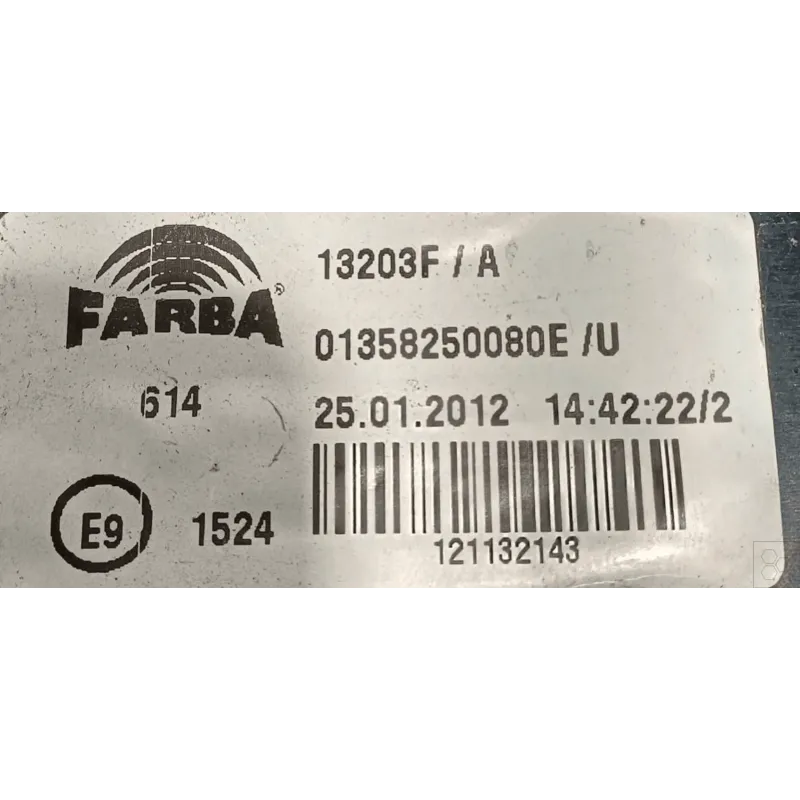 FARBA®
13203F / A
01358250080E /U
614
25.01.2012 14:42:22/2
E9
1524
121132143